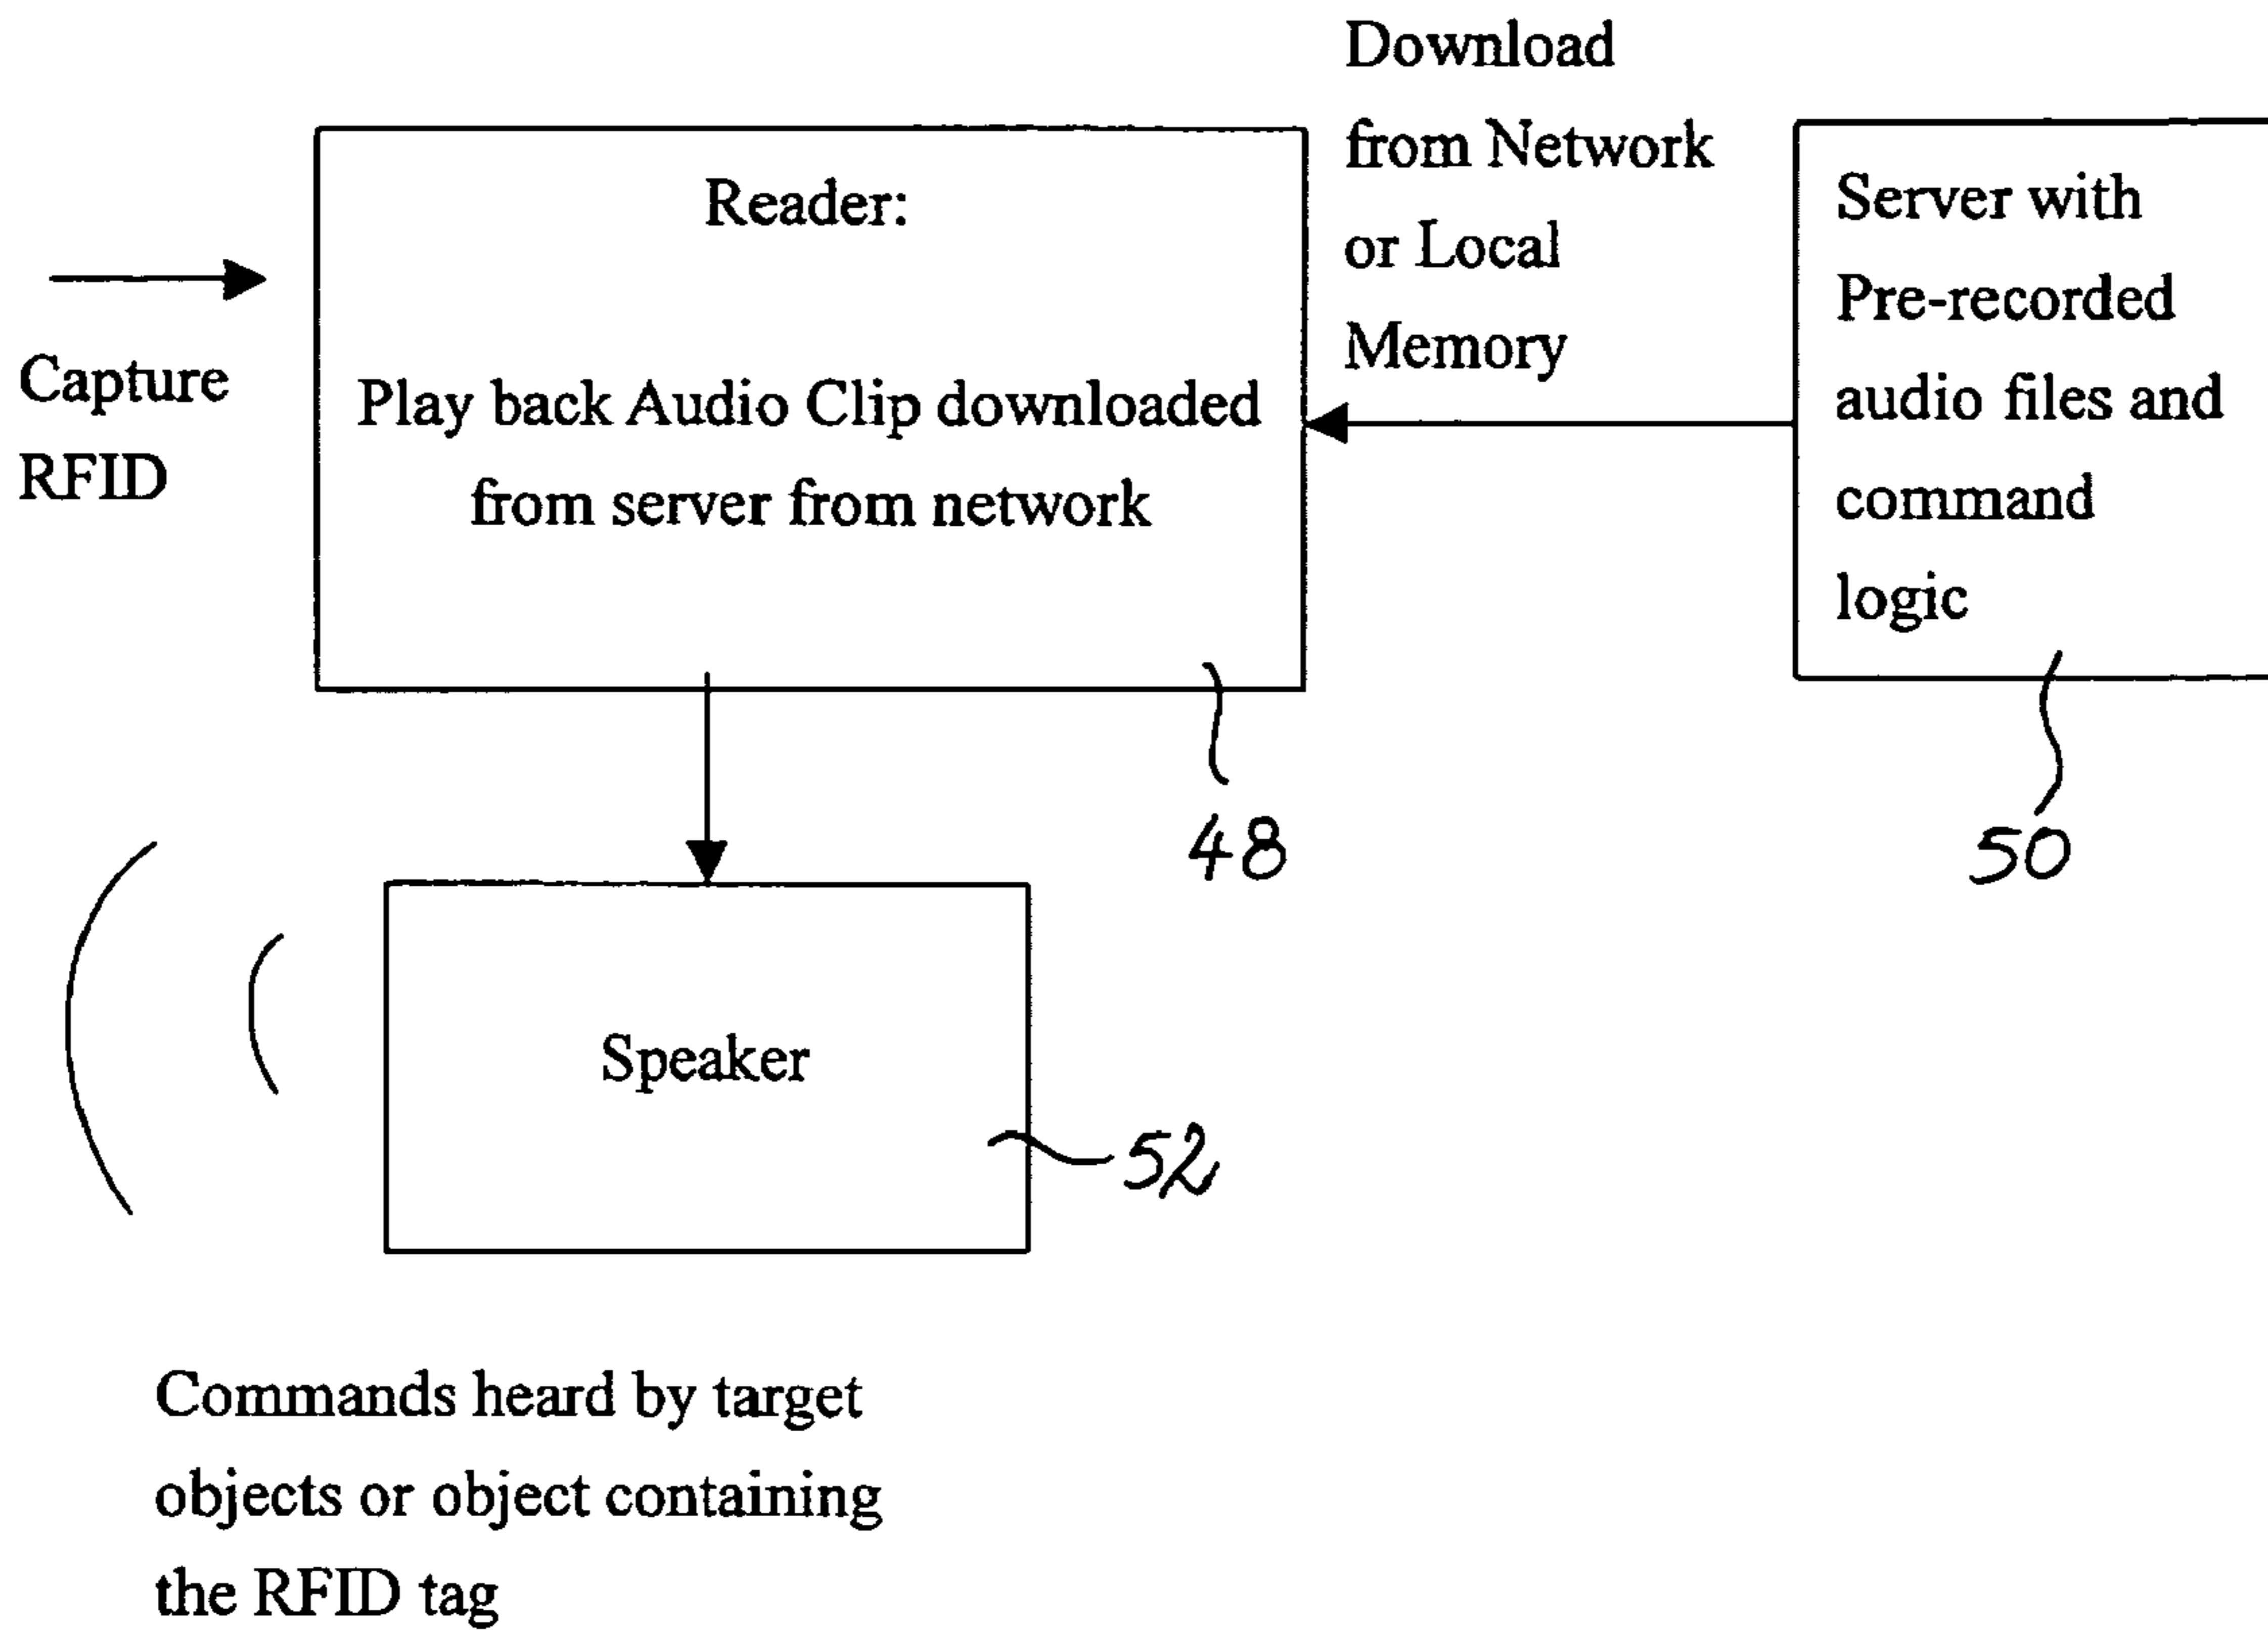 Capture
RFID
Reader:
Play back Audio Clip downloaded
from server from network
48
Download
from Network
or Local
Memory
Server with
Pre-recorded
audio files and
command
logic
50
Speaker
52
Commands heard by target
objects or object containing
the RFID tag